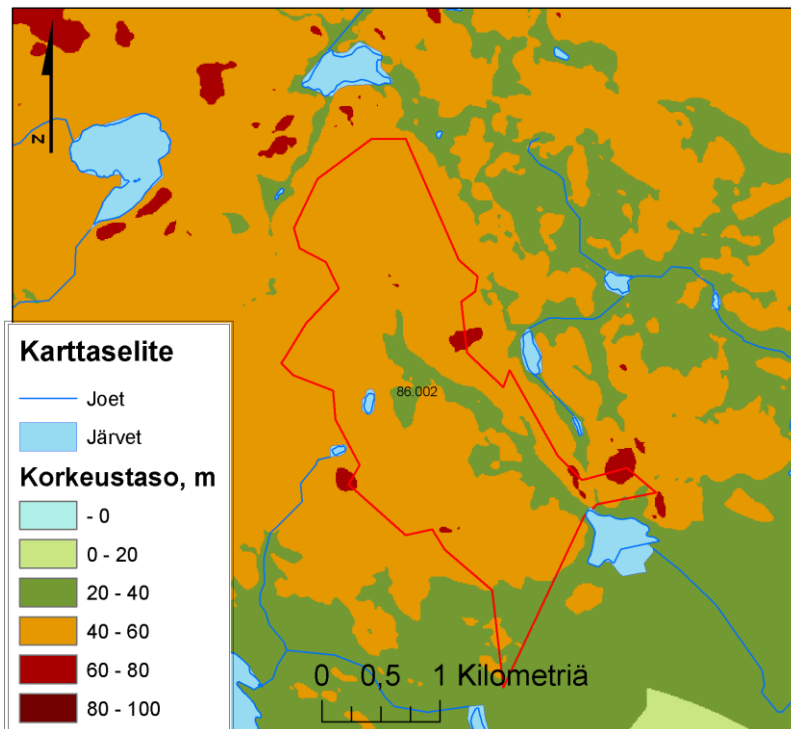 N
86.002
Karttaselite
Joet
Järvet
Korkeustaso, m
- 0
0 - 20
20 - 40
40 - 60
60 - 80
80 - 100
0 0,5 1 Kilometriä